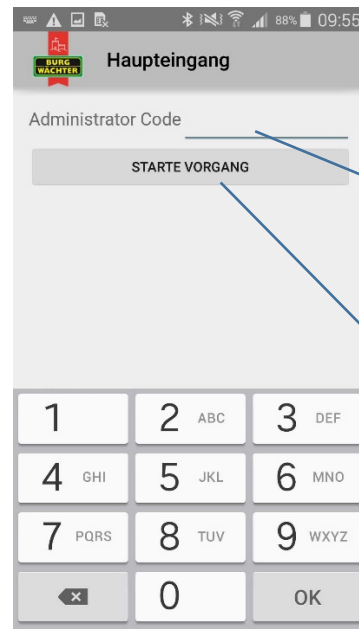 88% 09:55
BURG
WÄCHTER
Haupteingang
Administrator Code
STARTE VORGANG
1 2 ABC 3 DEF
4 GHI 5 JKL 6 MNO
7 PQRS 8 TUV 9 WXYZ
0 OK